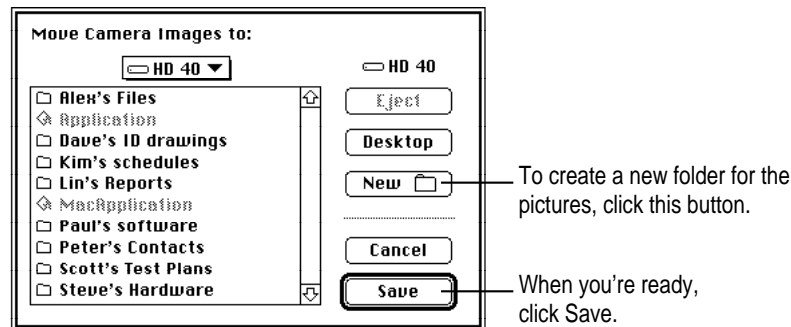 Move Camera Images to:
HD 40
HD 40
Alex's Files
Application
Dave's ID drawings
Kim's schedules
Lin's Reports
MacApplication
Paul's software
Peter's Contacts
Scott's Test Plans
Steve's Hardware
Eject
Desktop
New
Cancel
Save
To create a new folder for the
pictures, click this button.
When you're ready,
click Save.